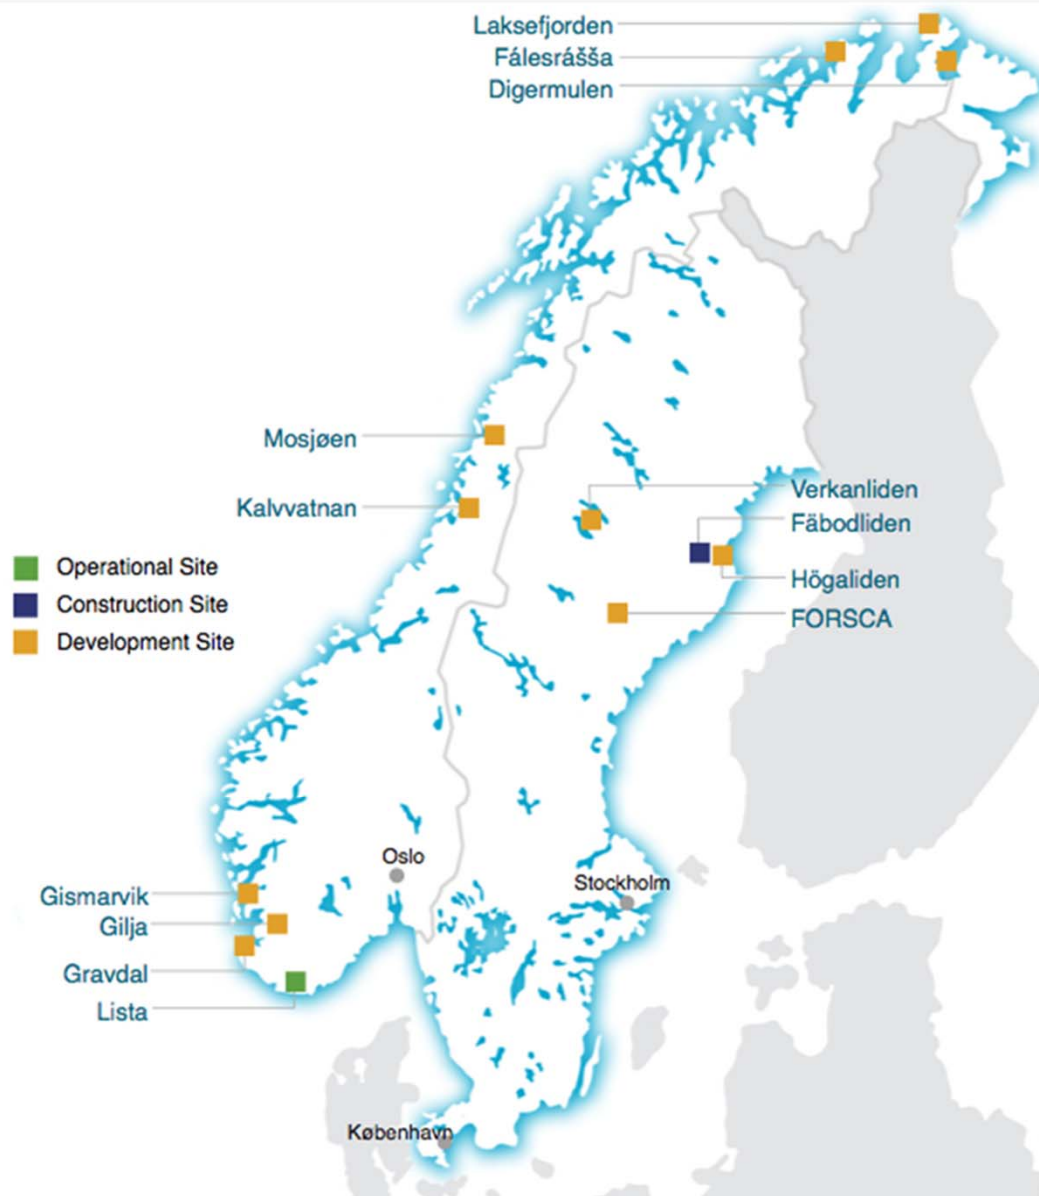 Laksefjorden
Fálesrášša
Digermulen
Mosjøen
Kalvvatnan
Verkanliden
Fäbodliden
Högaliden
FORSCA
Operational Site
Construction Site
Development Site
Oslo
Stockholm
Gismarvik
Gilja
Gravdal
Lista
København